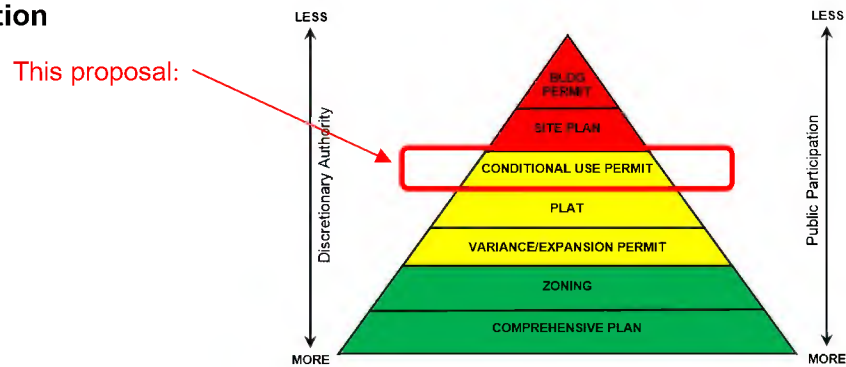 tion
This proposal:
LESS
LESS
BLDG
PERMIT
SITE PLAN
CONDITIONAL USE PERMIT
PLAT
VARIANCE/EXPANSION PERMIT
ZONING
COMPREHENSIVE PLAN
Discretionary Authority
Public Participation
MORE
MORE